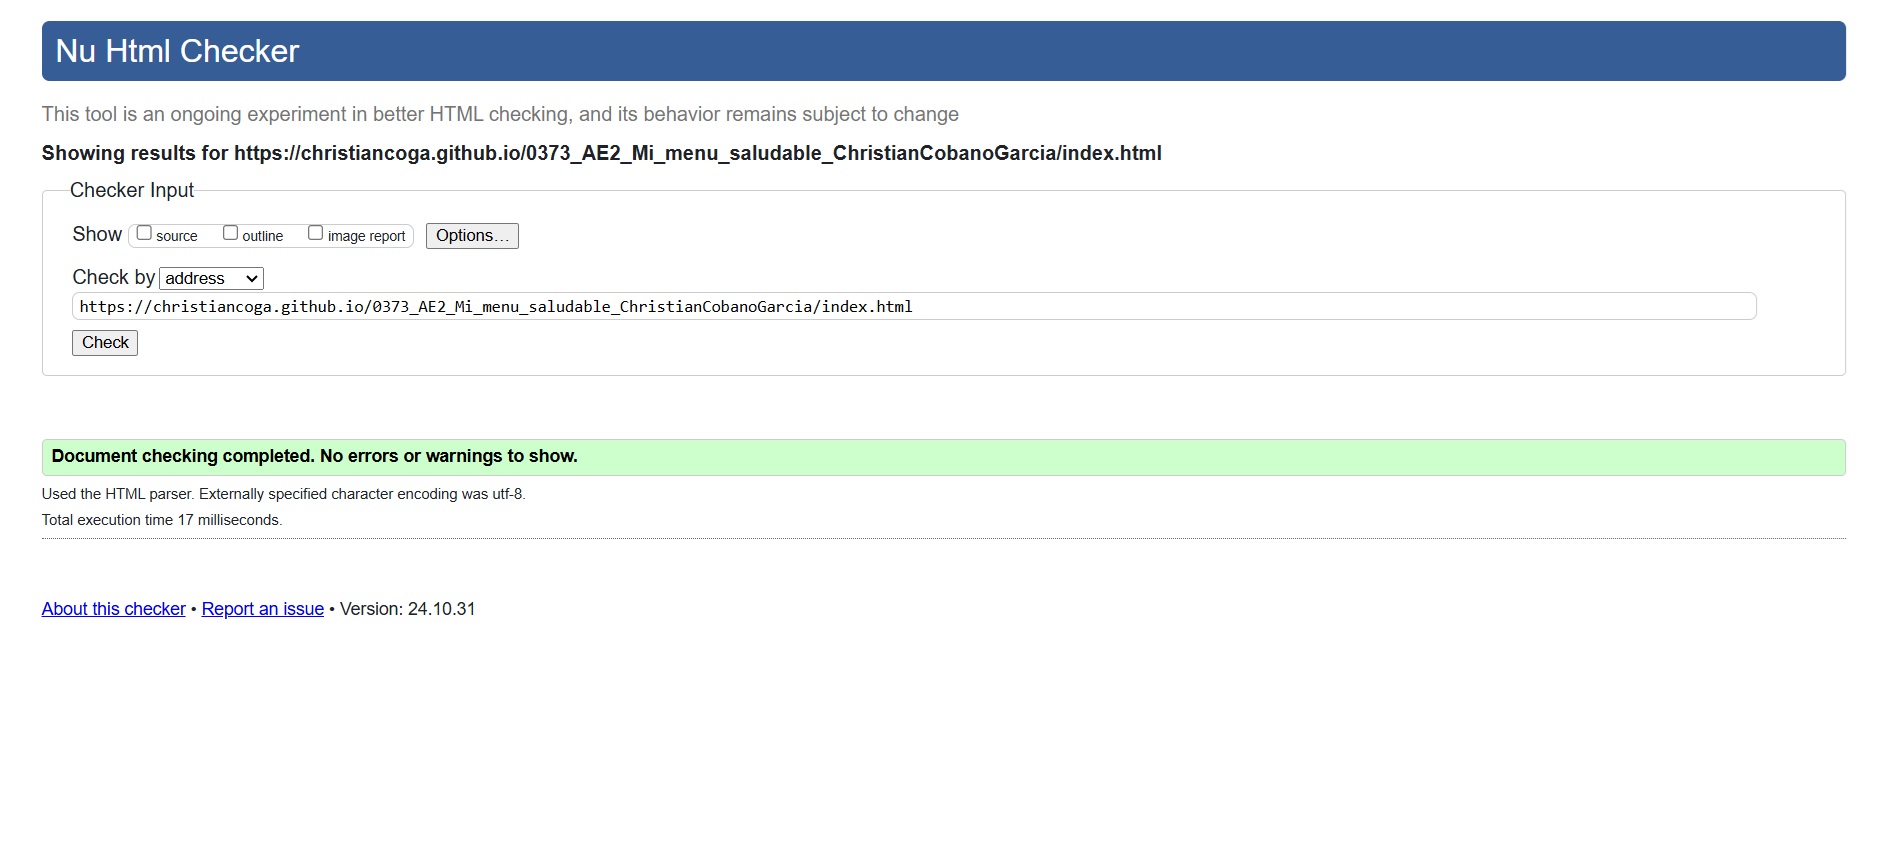 Nu Html Checker
This tool is an ongoing experiment in better HTML checking, and its behavior remains subject to change
Showing results for https://christiancoga.github.io/0373_AE2_Mi_menu_saludable_ChristianCobanoGarcia/index.html
Checker Input
Show source outline image report Options…
Check by address
https://christiancoga.github.io/0373_AE2_Mi_menu_saludable_ChristianCobanoGarcia/index.html
Check
Document checking completed. No errors or warnings to show.
Used the HTML parser. Externally specified character encoding was utf-8.
Total execution time 17 milliseconds.
About this checker • Report an issue • Version: 24.10.31